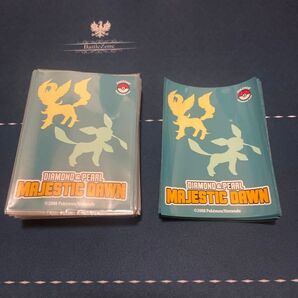 BattleZone
DIAMOND & PEARL
MAJESTIC DAWN
©2008 Pokémon/Nintendo
DIAMOND & PEARL
MAJESTIC DAWN
©2008 Pokémon/Nintendo